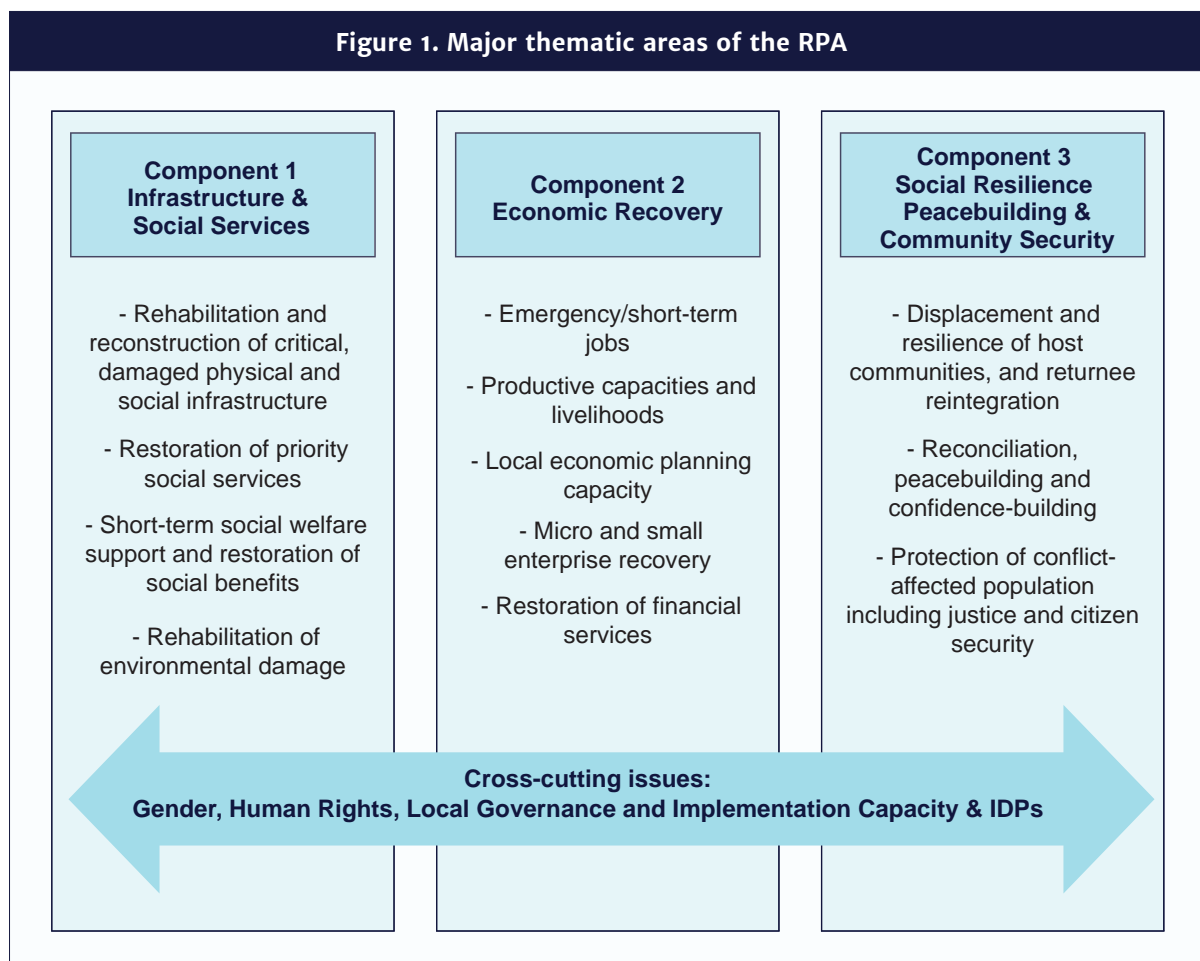 Figure 1. Major thematic areas of the RPA
Component 1
Infrastructure &
Social Services
- Rehabilitation and
reconstruction of critical,
damaged physical and
social infrastructure
- Restoration of priority
social services
- Short-term social welfare
support and restoration of
social benefits
- Rehabilitation of
environmental damage
Component 2
Economic Recovery
- Emergency/short-term
jobs
- Productive capacities and
livelihoods
- Local economic planning
capacity
- Micro and small
enterprise recovery
- Restoration of financial
services
Component 3
Social Resilience
Peacebuilding &
Community Security
- Displacement and
resilience of host
communities, and returnee
reintegration
- Reconciliation,
peacebuilding and
confidence-building
- Protection of conflict-
affected population
including justice and citizen
security
Cross-cutting issues:
Gender, Human Rights, Local Governance and Implementation Capacity & IDPs